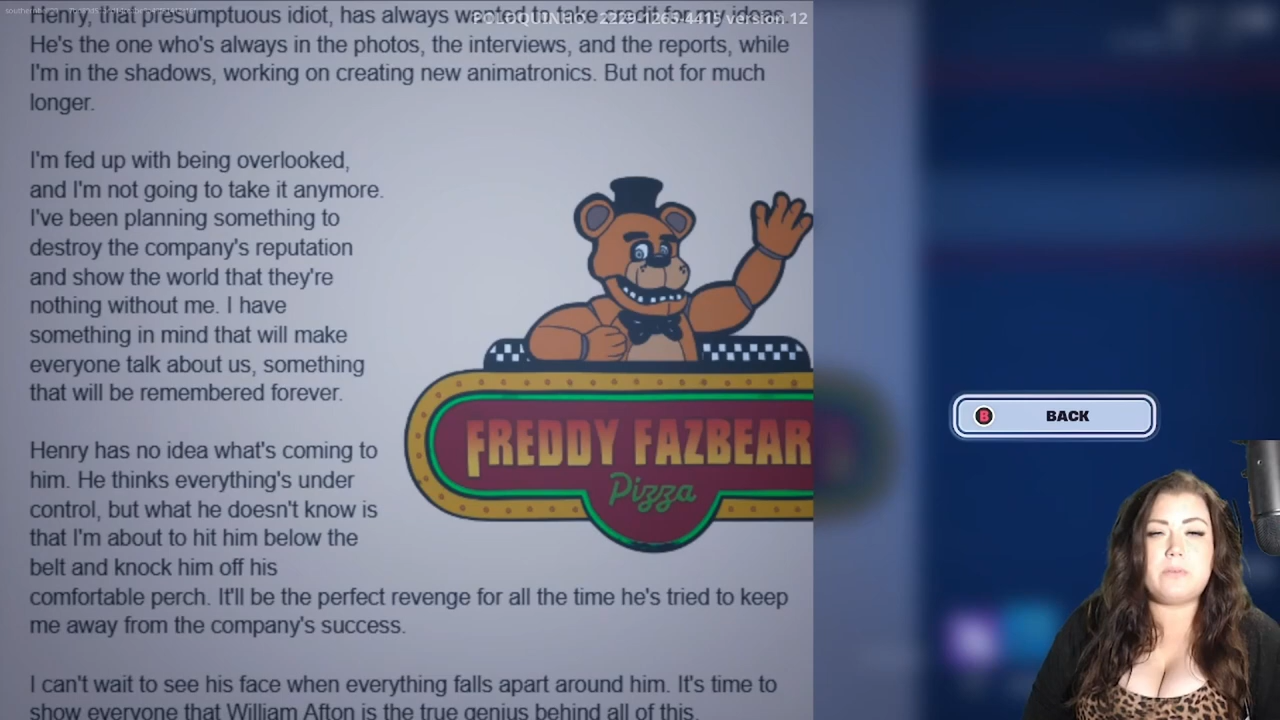 Henry, that presumptuous idiot, has always wanted to take credit for my ideas.
POLOQUINHO 2229-1265-4415 version.12
He's the one who's always in the photos, the interviews, and the reports, while
I'm in the shadows, working on creating new animatronics. But not for much
longer.
I'm fed up with being overlooked,
and I'm not going to take it anymore.
I've been planning something to
destroy the company's reputation
and show the world that they're
nothing without me. I have
something in mind that will make
everyone talk about us, something
that will be remembered forever.
Henry has no idea what's coming to
him. He thinks everything's under
control, but what he doesn't know is
that I'm about to hit him below the
belt and knock him off his
comfortable perch. It'll be the perfect revenge for all the time he's tried to keep
me away from the company's success.
I can't wait to see his face when everything falls apart around him. It's time to
show everyone that William Afton is the true genius behind all of this.
FREDDY FAZBEAR
Pizza
B BACK